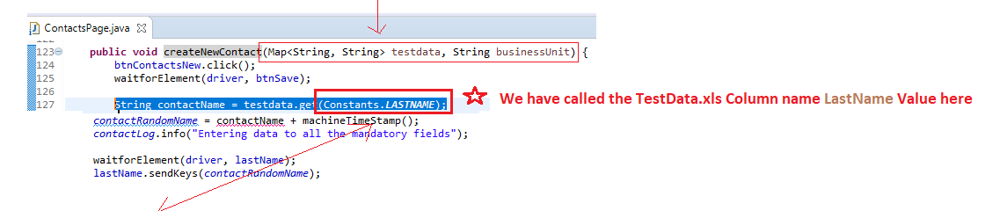 ContactsPage.java
123 public void createNewContact(Map<String, String> testdata, String businessUnit) {
124 btnContactsNew.click();
125 waitforElement(driver, btnSave);
126
127 String contactName = testdata.get(Constants.LASTNAME); We have called the TestData.xls Column name LastName Value here
contactRandomName = contactName + machineTimeStamp();
contactLog.info("Entering data to all the mandatory fields");
waitforElement(driver, lastName);
lastName.sendKeys(contactRandomName);